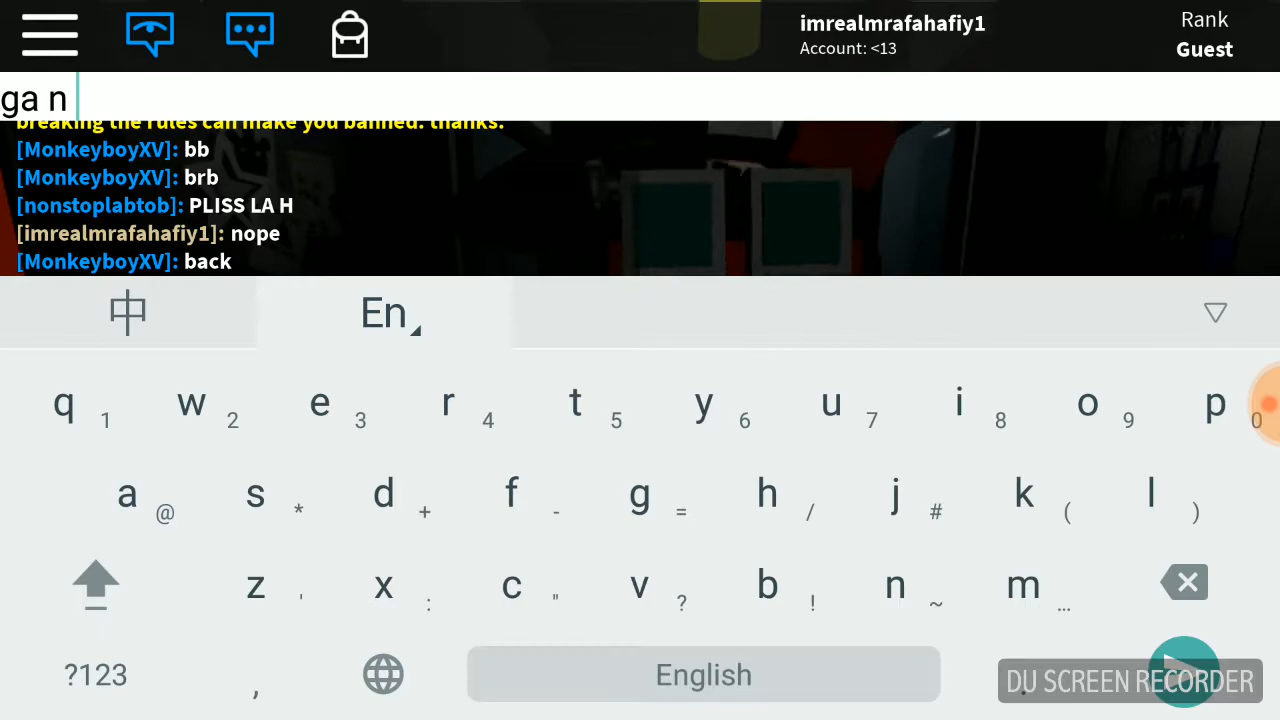 imrealmrafahafiy1
Account: <13
Rank
Guest
ga n
breaking the rules can make you banned. thanks.
[MonkeyboyXV]: bb
[MonkeyboyXV]: brb
[nonstoplabtob]: PLISS LA H
[imrealmrafahafiy1]: nope
[MonkeyboyXV]: back
中 En
q 1 w 2 e 3 r 4 t 5 y 6 u 7 i 8 o 9 p 0
a @ s * d + f - g = h / j # k ( l )
z ' x : c " v ? b ! n ~ m ...
?123 , English .
DU SCREEN RECORDER